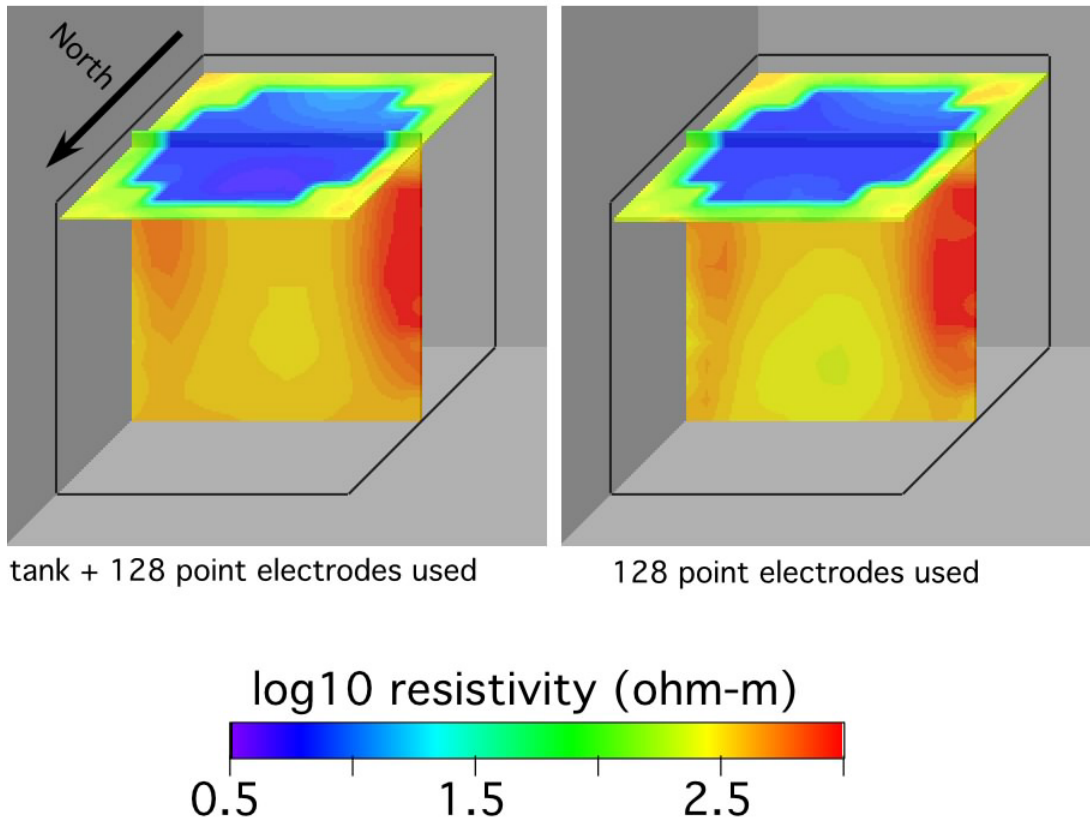 North
tank + 128 point electrodes used
128 point electrodes used
log10 resistivity (ohm-m)
0.5 1.5 2.5